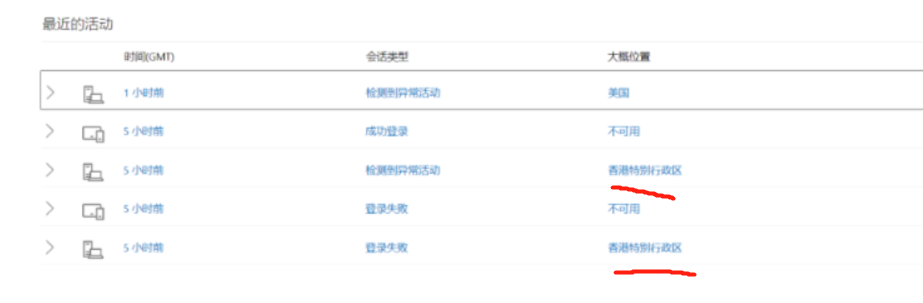 最近的活动
时间(GMT) 会话类型 大概位置
1 小时前 检测到异常活动 美国
5 小时前 成功登录 不可用
5 小时前 检测到异常活动 香港特别行政区
5 小时前 登录失败 不可用
5 小时前 登录失败 香港特别行政区